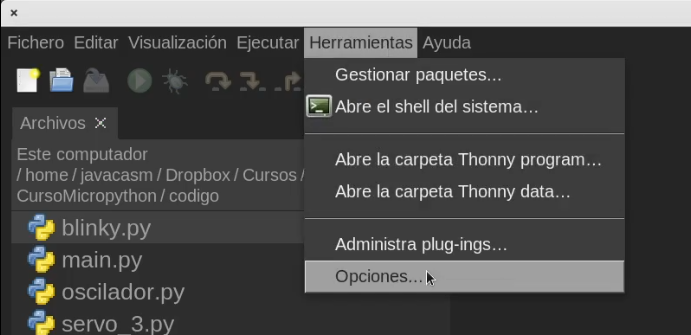 Fichero Editar Visualización Ejecutar Herramientas Ayuda
Gestionar paquetes...
Abre el shell del sistema...
Abre la carpeta Thonny program...
Abre la carpeta Thonny data...
Administra plug-ings...
Opciones...
Archivos
Este computador
/ home / javacasm / Dropbox / Cursos /
CursoMicropython / codigo
blinky.py
main.py
oscilador.py
servo_3.py